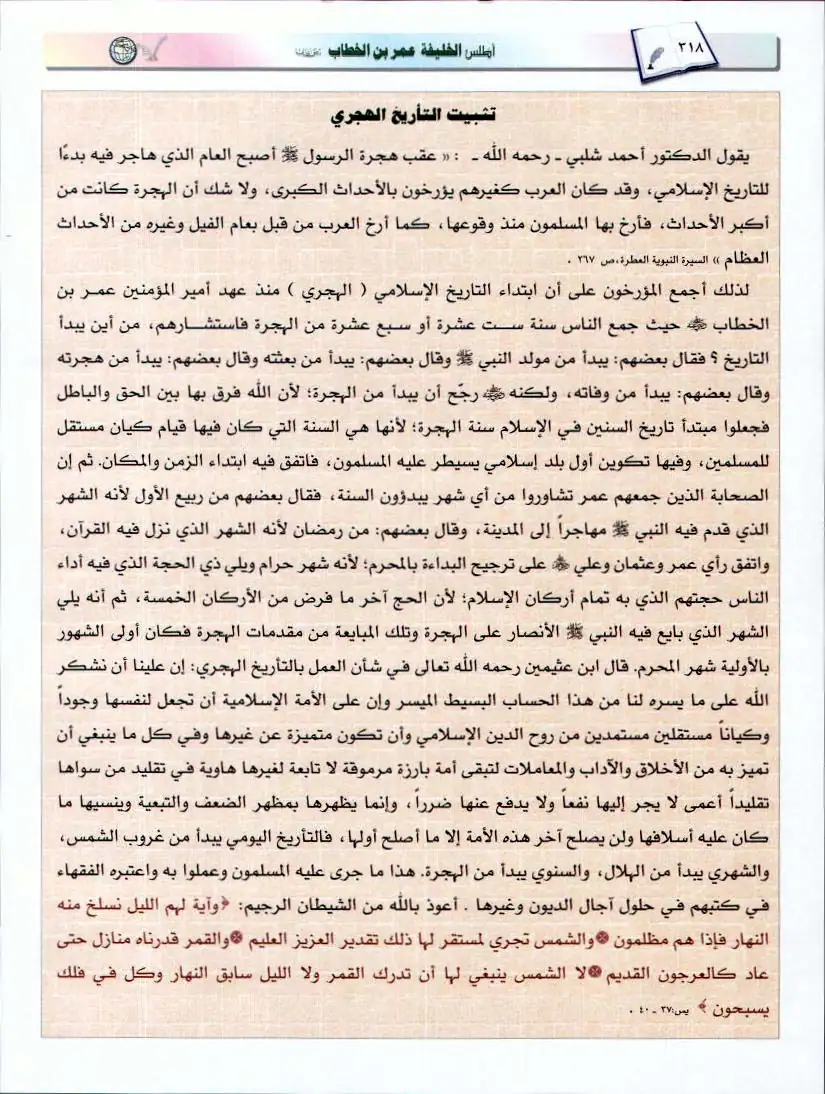 ٣١٨
أطلس الخليفة عمر بن الخطاب
تثبيت التأريخ الهجري
يقول الدكتور أحمد شلبي ـ رحمه الله ـ : « عقب هجرة الرسول ﷺ أصبح العام الذي هاجر فيه بدءًا
للتاريخ الإسلامي، وقد كان العرب كغيرهم يؤرخون بالأحداث الكبرى، ولا شك أن الهجرة كانت من
أكبر الأحداث، فأرخ بها المسلمون منذ وقوعها، كما أرخ العرب من قبل بعام الفيل وغيره من الأحداث
العظام » السيرة النبوية العطرة، ص ٢٦٧ .
لذلك أجمع المؤرخون على أن ابتداء التاريخ الإسلامي ( الهجري ) منذ عهد أمير المؤمنين عمر بن
الخطاب حيث جمع الناس سنة ست عشرة أو سبع عشرة من الهجرة فاستشارهم، من أين يبدأ
التاريخ ؟ فقال بعضهم: يبدأ من مولد النبي ﷺ وقال بعضهم: يبدأ من بعثته وقال بعضهم: يبدأ من هجرته
وقال بعضهم: يبدأ من وفاته، ولكنه رجّح أن يبدأ من الهجرة؛ لأن الله فرق بها بين الحق والباطل
فجعلوا مبتدأ تاريخ السنين في الإسلام سنة الهجرة؛ لأنها هي السنة التي كان فيها قيام كيان مستقل
للمسلمين، وفيها تكوين أول بلد إسلامي يسيطر عليه المسلمون، فاتفق فيه ابتداء الزمن والمكان. ثم إن
الصحابة الذين جمعهم عمر تشاوروا من أي شهر يبدؤون السنة، فقال بعضهم من ربيع الأول لأنه الشهر
الذي قدم فيه النبي ﷺ مهاجراً إلى المدينة، وقال بعضهم: من رمضان لأنه الشهر الذي نزل فيه القرآن،
واتفق رأي عمر وعثمان وعلي على ترجيح البداءة بالمحرم؛ لأنه شهر حرام ويلي ذي الحجة الذي فيه أداء
الناس حجتهم الذي به تمام أركان الإسلام؛ لأن الحج آخر ما فرض من الأركان الخمسة، ثم أنه يلي
الشهر الذي بايع فيه النبي ﷺ الأنصار على الهجرة وتلك المبايعة من مقدمات الهجرة فكان أولى الشهور
بالأولية شهر المحرم. قال ابن عثيمين رحمه الله تعالى في شأن العمل بالتأريخ الهجري: إن علينا أن نشكر
الله على ما يسره لنا من هذا الحساب البسيط الميسر وإن على الأمة الإسلامية أن تجعل لنفسها وجوداً
وكياناً مستقلين مستمدين من روح الدين الإسلامي وأن تكون متميزة عن غيرها وفي كل ما ينبغي أن
تميز به من الأخلاق والآداب والمعاملات لتبقى أمة بارزة مرموقة لا تابعة لغيرها هاوية في تقليد من سواها
تقليداً أعمى لا يجر إليها نفعاً ولا يدفع عنها ضرراً، وإنما يظهرها بمظهر الضعف والتبعية وينسيها ما
كان عليه أسلافها ولن يصلح آخر هذه الأمة إلا ما أصلح أولها، فالتأريخ اليومي يبدأ من غروب الشمس،
والشهري يبدأ من الهلال، والسنوي يبدأ من الهجرة. هذا ما جرى عليه المسلمون وعملوا به واعتبره الفقهاء
في كتبهم في حلول آجال الديون وغيرها . أعوذ بالله من الشيطان الرجيم: ﴿وآية لهم الليل نسلخ منه
النهار فإذا هم مظلمون والشمس تجري لمستقر لها ذلك تقدير العزيز العليم والقمر قدرناه منازل حتى
عاد كالعرجون القديم لا الشمس ينبغي لها أن تدرك القمر ولا الليل سابق النهار وكل في فلك
يسبحون ﴾ يس:٣٧ ـ ٤٠ .